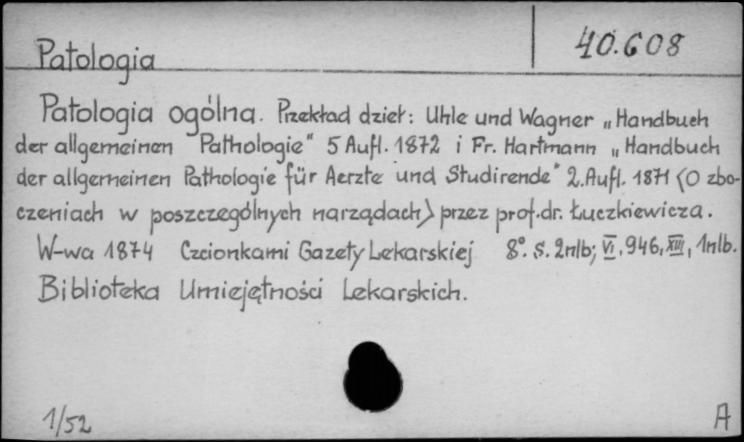 Patologia
40.608
Patologia ogólna. Przekład dzieł: Uhle und Wagner „Handbuch
der allgemeinen Pathologie" 5 Aufl. 1872 i Fr. Hartmann „Handbuch
der allgemeinen Pathologie für Aerzte und Studirende" 2. Aufl. 1871 (O zbo-
czeniach w poszczególnych narządach) przez prof. dr. Łuczkiewicza.
W-wa 1874 Czcionkami Gazety Lekarskiej 8°. s. 2nlb; VI, 946, XIII, 1nlb.
Biblioteka Umiejętności Lekarskich.
1/52
A